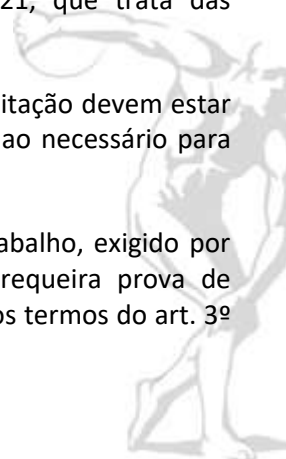 21, que trata das
itação devem estar
ao necessário para
abalho, exigido por
requeira prova de
os termos do art. 3º